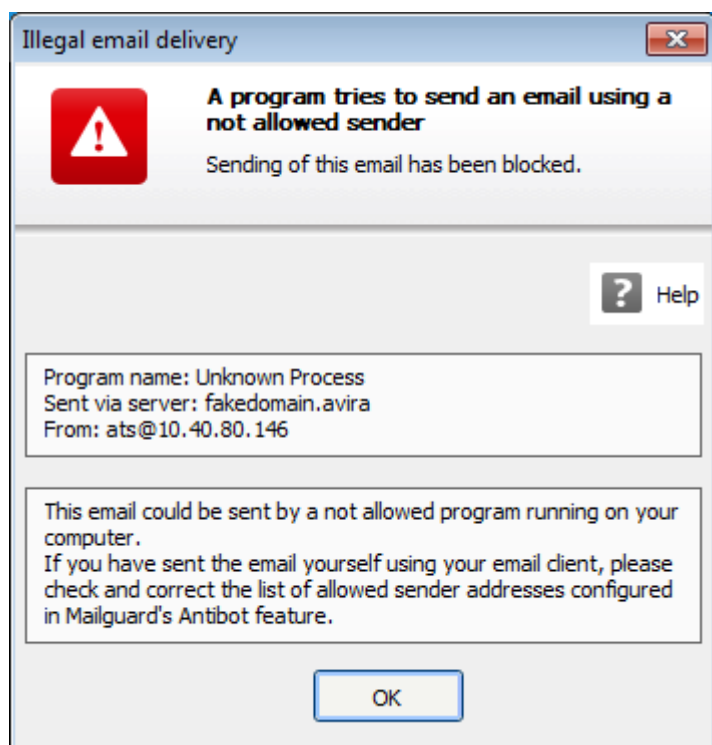 Illegal email delivery
A program tries to send an email using a
not allowed sender
Sending of this email has been blocked.
? Help
Program name: Unknown Process
Sent via server: fakedomain.avira
From: ats@10.40.80.146
This email could be sent by a not allowed program running on your
computer.
If you have sent the email yourself using your email client, please
check and correct the list of allowed sender addresses configured
in Mailguard's Antibot feature.
OK